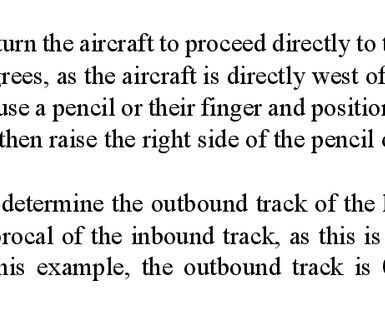 turn the aircraft to proceed directly to
grees, as the aircraft is directly west of
use a pencil or their finger and position
then raise the right side of the pencil
determine the outbound track of the
procal of the inbound track, as this is
his example, the outbound track is